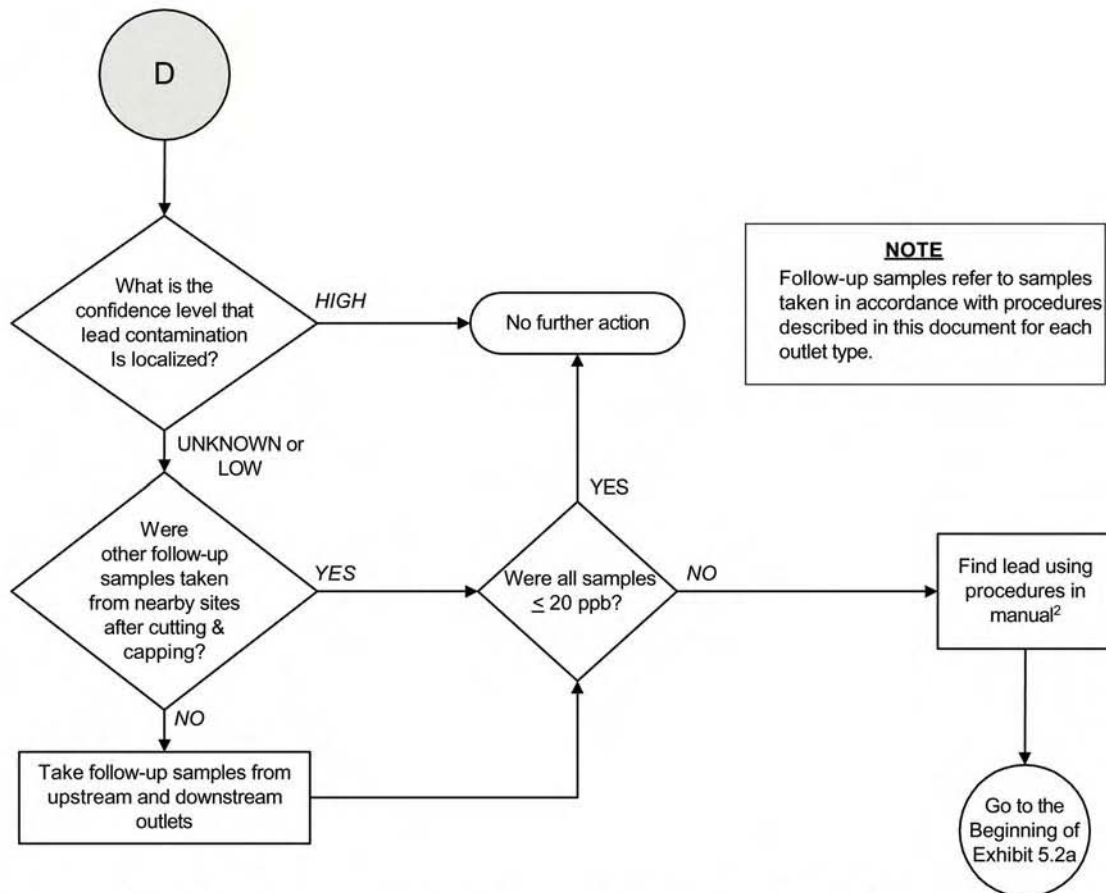 D
What is the
confidence level that
lead contamination
Is localized?
HIGH
No further action
NOTE
Follow-up samples refer to samples
taken in accordance with procedures
described in this document for each
outlet type.
UNKNOWN or
LOW
Were
other follow-up
samples taken
from nearby sites
after cutting &
capping?
YES
Were all samples
≤ 20 ppb?
YES
NO
Find lead using
procedures in
manual²
NO
Take follow-up samples from
upstream and downstream
outlets
Go to the
Beginning of
Exhibit 5.2a